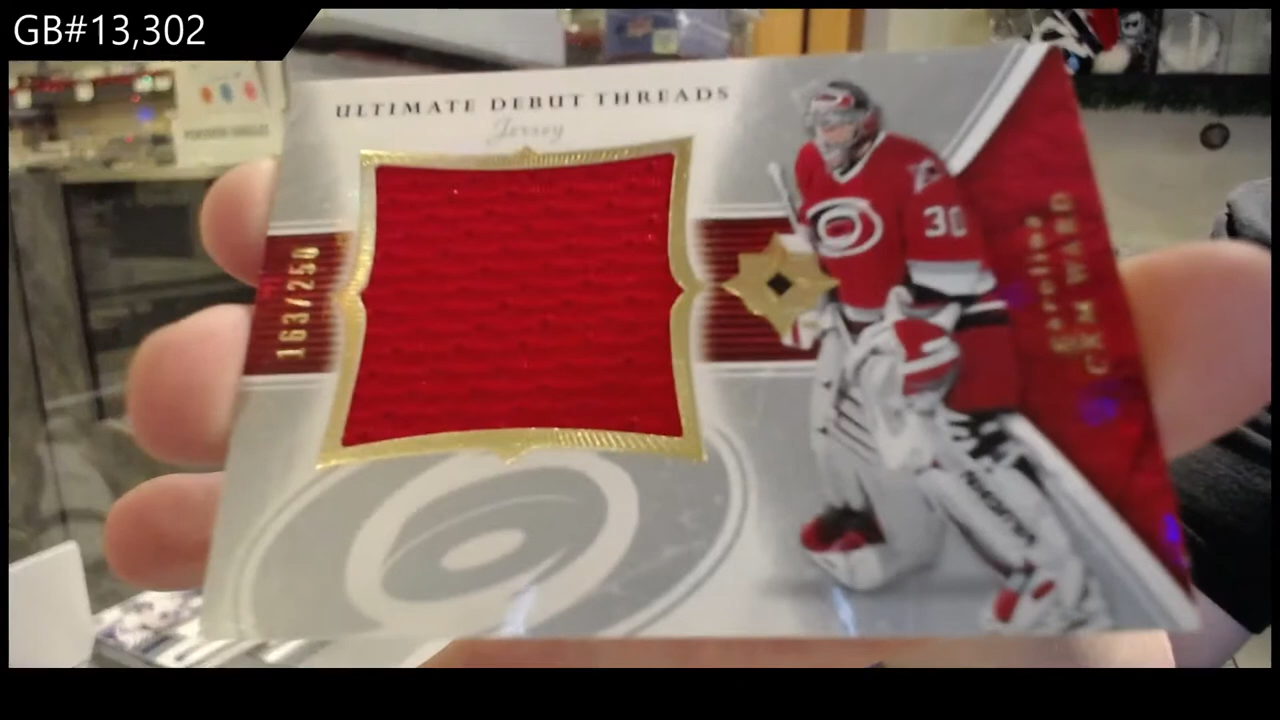 GB#13,302
ULTIMATE DEBUT THREADS
Jersey
163/250
30
Carolina
CAM WARD